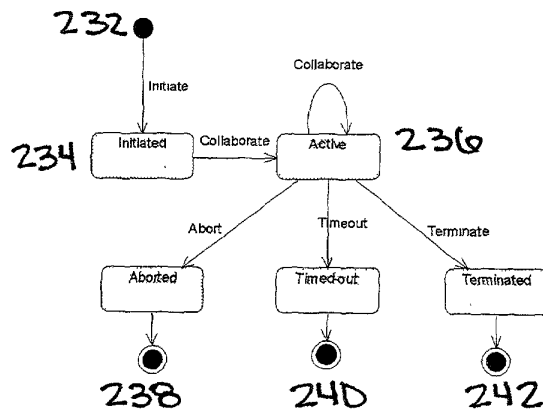 232
Initiate
Collaborate
234
Initiated
Collaborate
Active
236
Abort
Timeout
Terminate
Aborted
Timed-out
Terminated
238
240
242